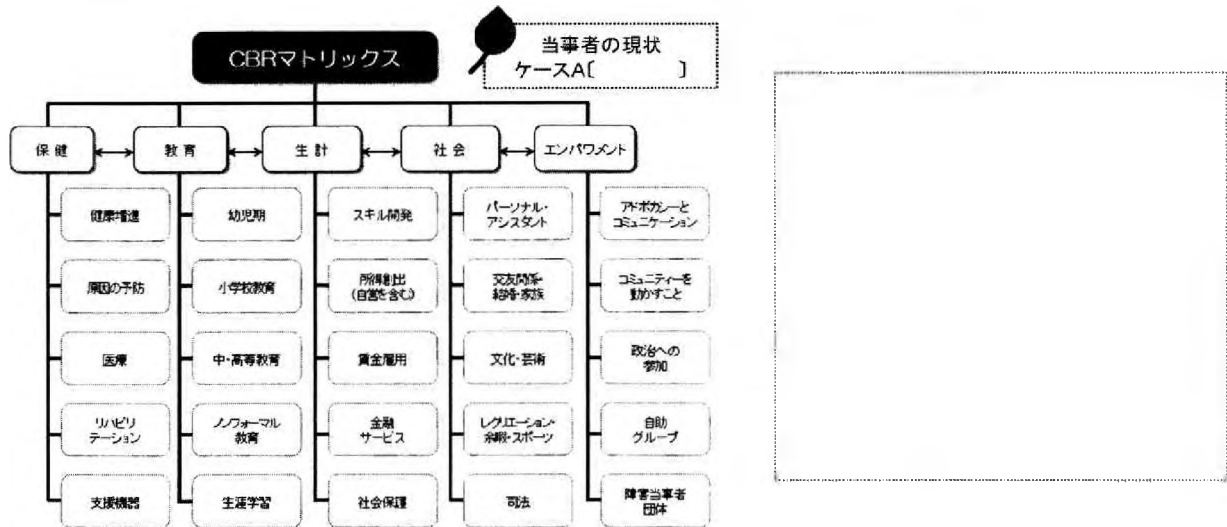 CBRマトリックス
当事者の現状
ケースA〔　　　　〕
保健
教育
生計
社会
エンパワメント
健康増進
幼児期
スキル開発
パーソナル・
アシスタント
アドボカシーと
コミュニケーション
原因の予防
小学校教育
所得創出
(自営を含む)
交友関係・
結婚・家族
コミュニティーを
動かすこと
医療
中・高等教育
賃金雇用
文化・芸術
政治への
参加
リハビリ
テーション
ノンフォーマル
教育
金融
サービス
レクリエーション・
余暇・スポーツ
自助
グループ
支援機器
生涯学習
社会保護
司法
障害当事者
団体